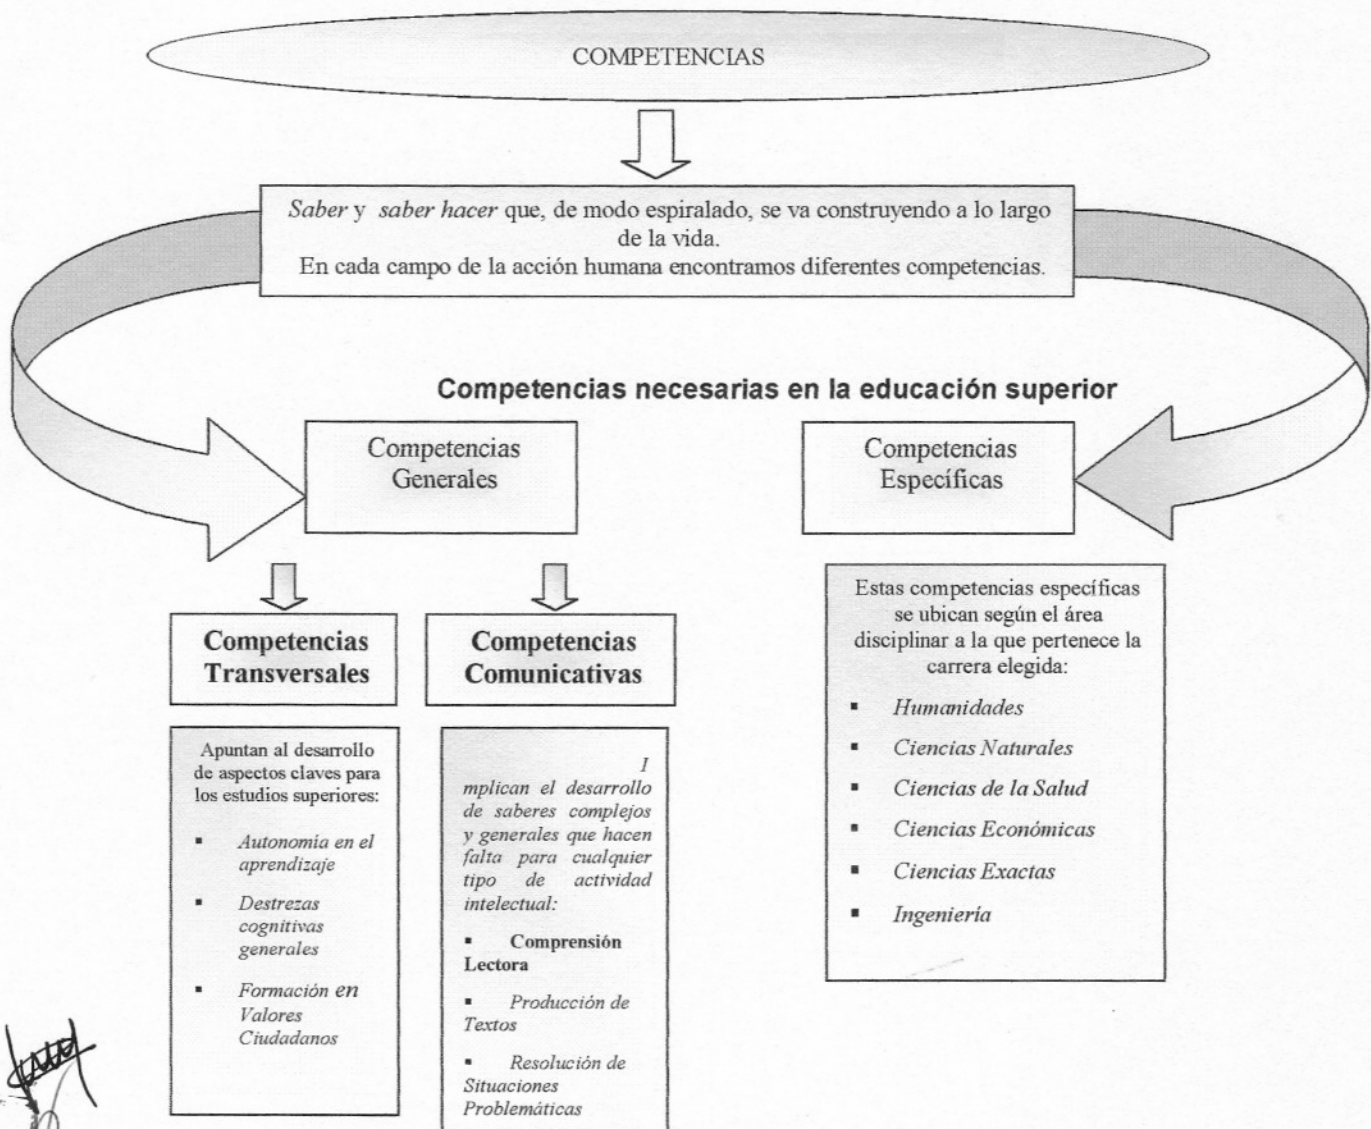 COMPETENCIAS
Saber y saber hacer que, de modo espiralado, se va construyendo a lo largo
de la vida.
En cada campo de la acción humana encontramos diferentes competencias.
Competencias necesarias en la educación superior
Competencias
Generales
Competencias
Específicas
Competencias
Transversales
Apuntan al desarrollo
de aspectos claves para
los estudios superiores:
▪ Autonomía en el
aprendizaje
▪ Destrezas
cognitivas
generales
▪ Formación en
Valores
Ciudadanos
Competencias
Comunicativas
I
mplican el desarrollo
de saberes complejos
y generales que hacen
falta para cualquier
tipo de actividad
intelectual:
▪ Comprensión
Lectora
▪ Producción de
Textos
▪ Resolución de
Situaciones
Problemáticas
Estas competencias específicas
se ubican según el área
disciplinar a la que pertenece la
carrera elegida:
▪ Humanidades
▪ Ciencias Naturales
▪ Ciencias de la Salud
▪ Ciencias Económicas
▪ Ciencias Exactas
▪ Ingeniería